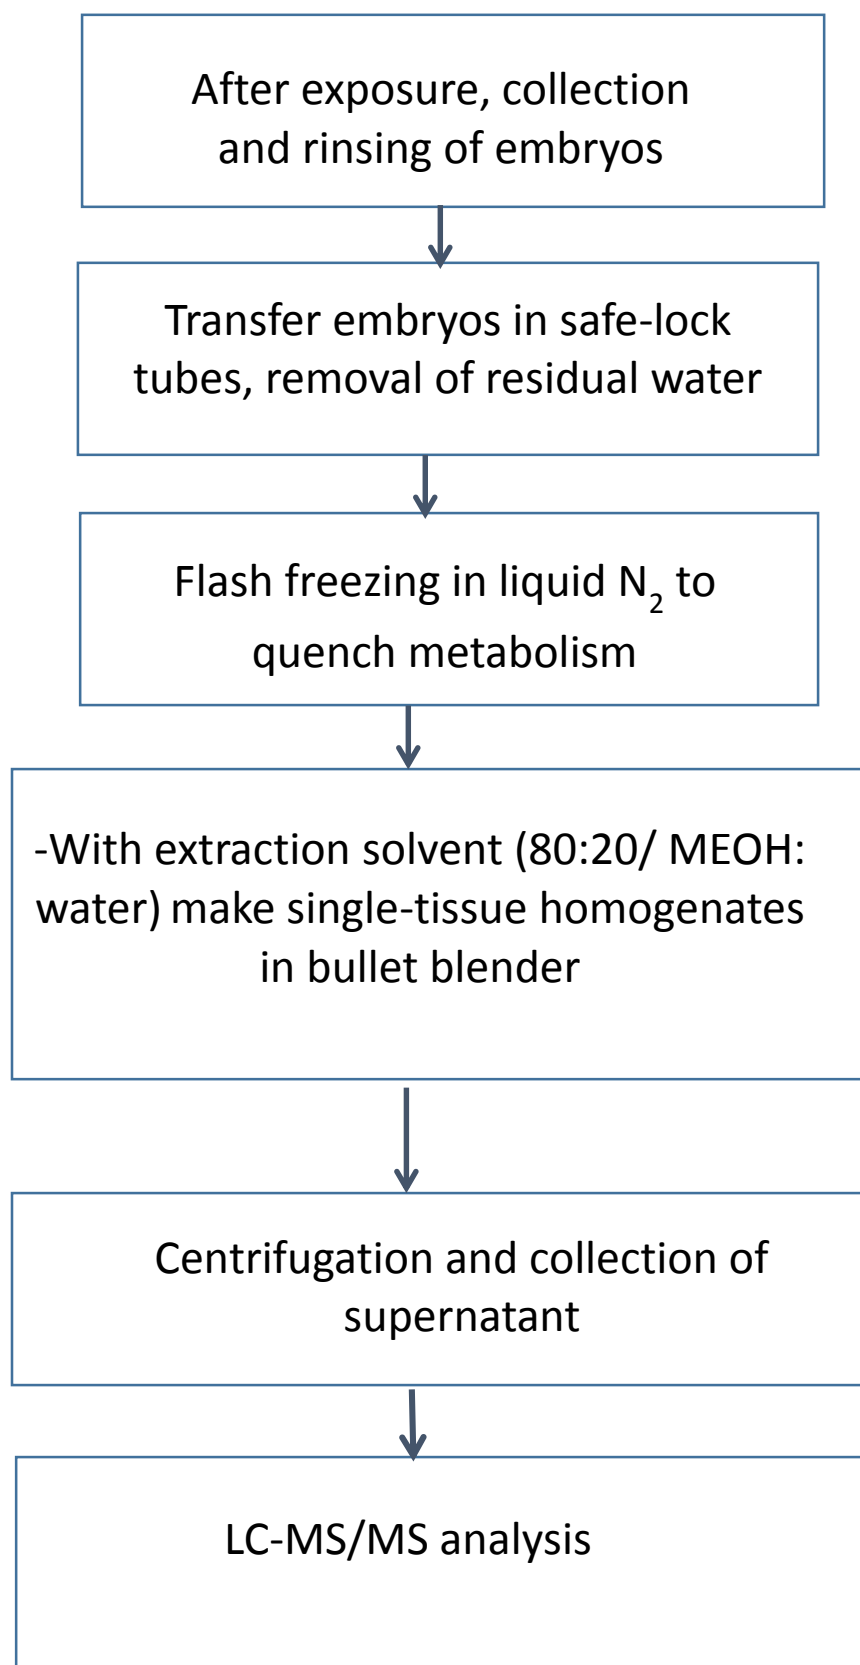 After exposure, collection
and rinsing of embryos
Transfer embryos in safe-lock
tubes, removal of residual water
Flash freezing in liquid N₂ to
quench metabolism
-With extraction solvent (80:20/ MEOH:
water) make single-tissue homogenates
in bullet blender
Centrifugation and collection of
supernatant
LC-MS/MS analysis